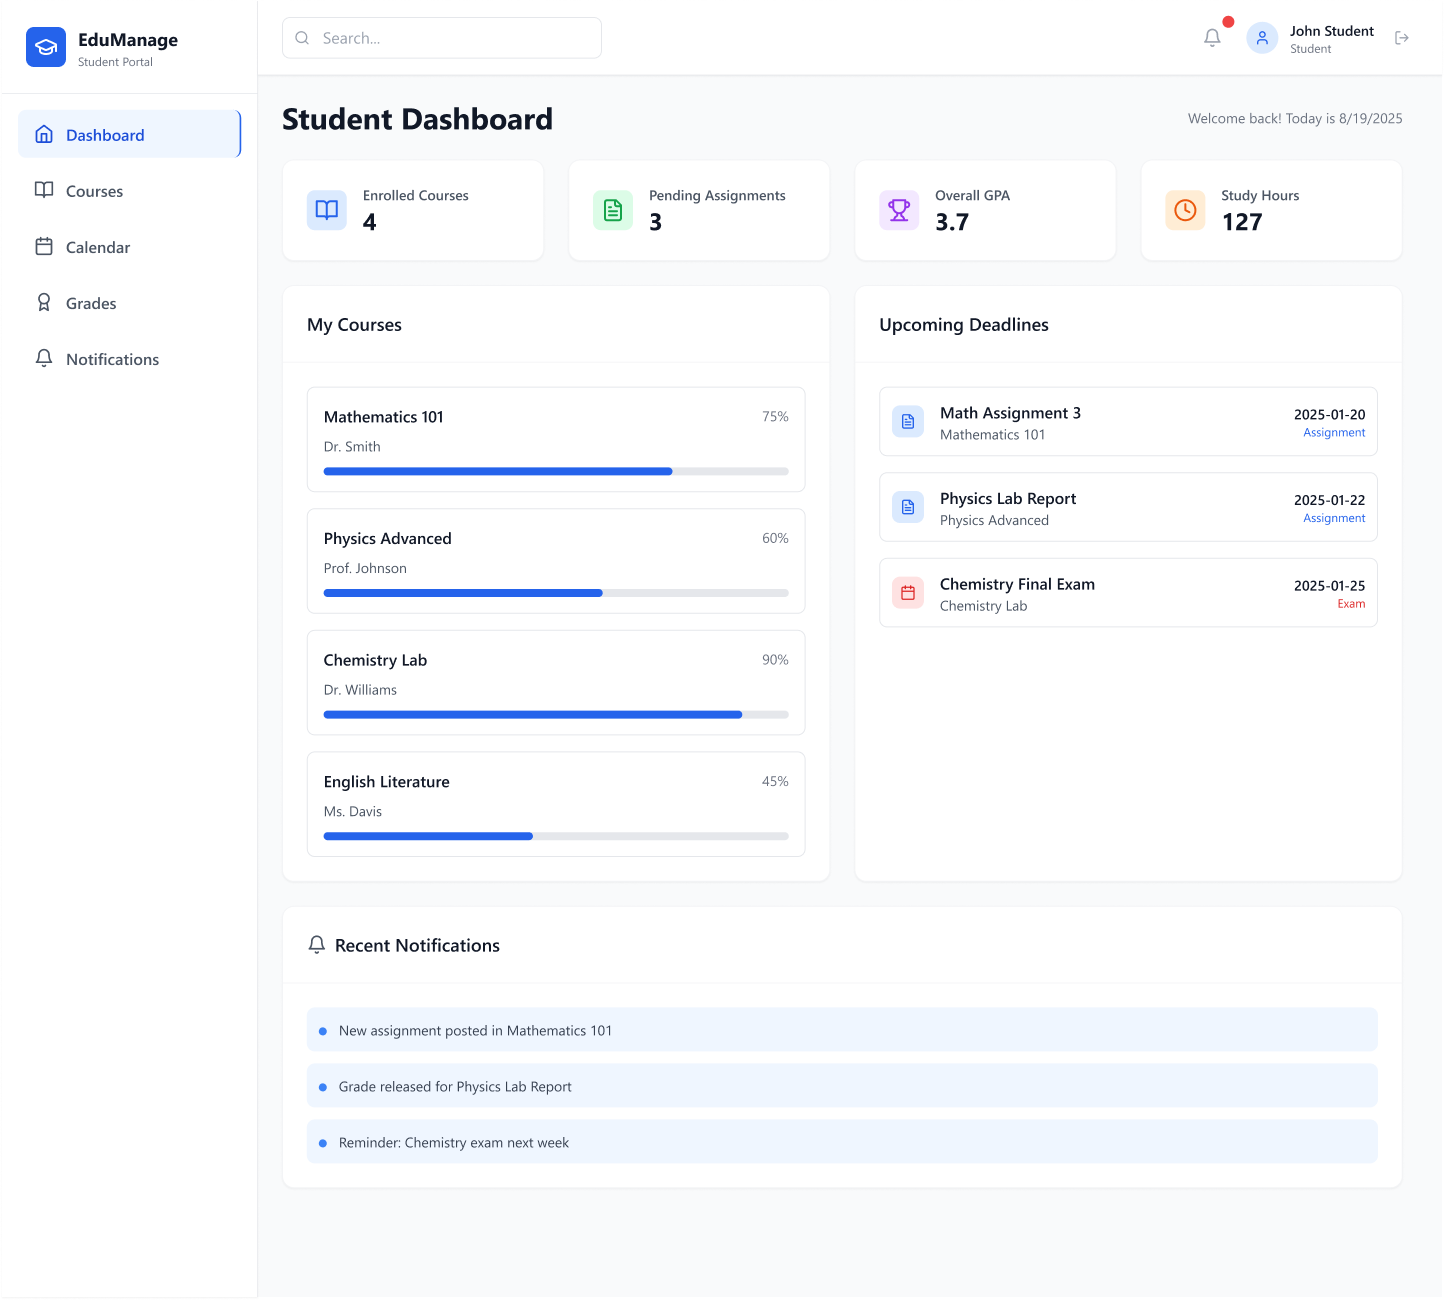 EduManage
Student Portal
Dashboard
Courses
Calendar
Grades
Notifications
Search...
John Student
Student
Student Dashboard
Welcome back! Today is 8/19/2025
Enrolled Courses
4
Pending Assignments
3
Overall GPA
3.7
Study Hours
127
My Courses
Mathematics 101
75%
Dr. Smith
Physics Advanced
60%
Prof. Johnson
Chemistry Lab
90%
Dr. Williams
English Literature
45%
Ms. Davis
Upcoming Deadlines
Math Assignment 3
Mathematics 101
2025-01-20
Assignment
Physics Lab Report
Physics Advanced
2025-01-22
Assignment
Chemistry Final Exam
Chemistry Lab
2025-01-25
Exam
Recent Notifications
New assignment posted in Mathematics 101
Grade released for Physics Lab Report
Reminder: Chemistry exam next week